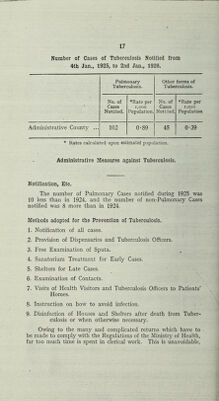 17
Number of Cases of Tuberculosis Notified from
4th Jan., 1925, to 2nd Jan., 1926.
Pulmonary Tuberculosis.
Other forms of Tuberculosis.
No. of Cases Notified.
*Rate per 1,000 Population.
No. of Cases Notified.
*Rate per 1,000 Population
Administrative County ... 102 0·89 45 0·39
* Rates calculated upon estimated population.
Administrative Measures against Tuberculosis.
Notification, Etc.
The number of Pulmonary Cases notified during 1925 was
10 less than in 1924, and the number of non-Pulmonary Cases
notified was 8 more than in 1924.
Methods adopted for the Prevention of Tuberculosis.
1. Notification of all cases.
2. Provision of Dispensaries and Tuberculosis Officers.
3. Free Examination of Sputa.
4. Sanatorium Treatment for Early Cases.
5. Shelters for Late Cases.
6. Examination of Contacts.
7. Visits of Health Visitors and Tuberculosis Officers to Patients'
Homes.
8. Instruction on how to avoid infection.
9. Disinfection of Houses and Shelters after death from Tuber-
culosis or when otherwise necessary.
Owing to the many and complicated returns which have to
be made to comply with the Regulations of the Ministry of Health,
far too much time is spent in clerical work. This is unavoidable,